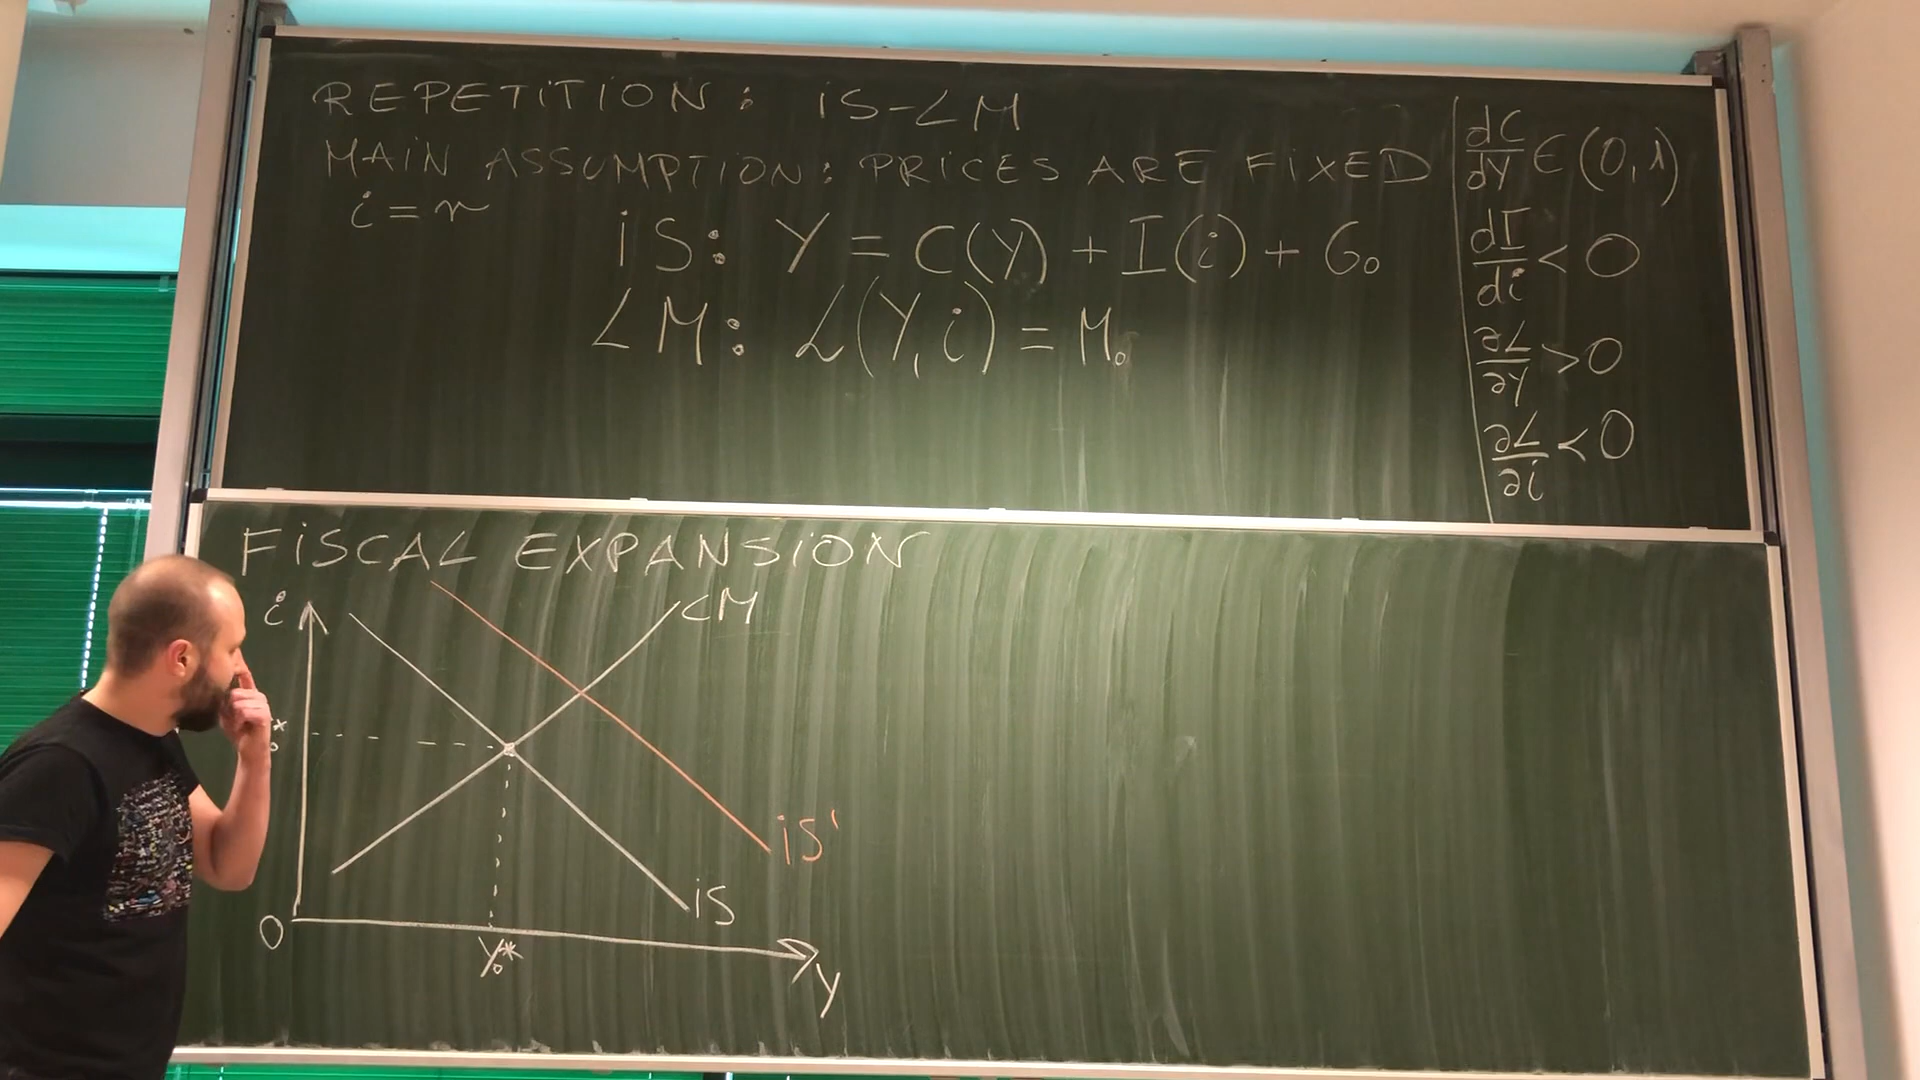 REPETITION: iS-LM
MAIN ASSUMPTION: PRICES ARE FIXED
i = r
iS: Y = C(Y) + I(i) + G₀
LM: L(Y,i) = M₀
dC/dY ∈ (0,1)
dI/di < 0
∂L/∂Y > 0
∂L/∂i < 0
FiSCAL EXPANSION
i
LM
*
iS'
iS
0
Y₀*
Y